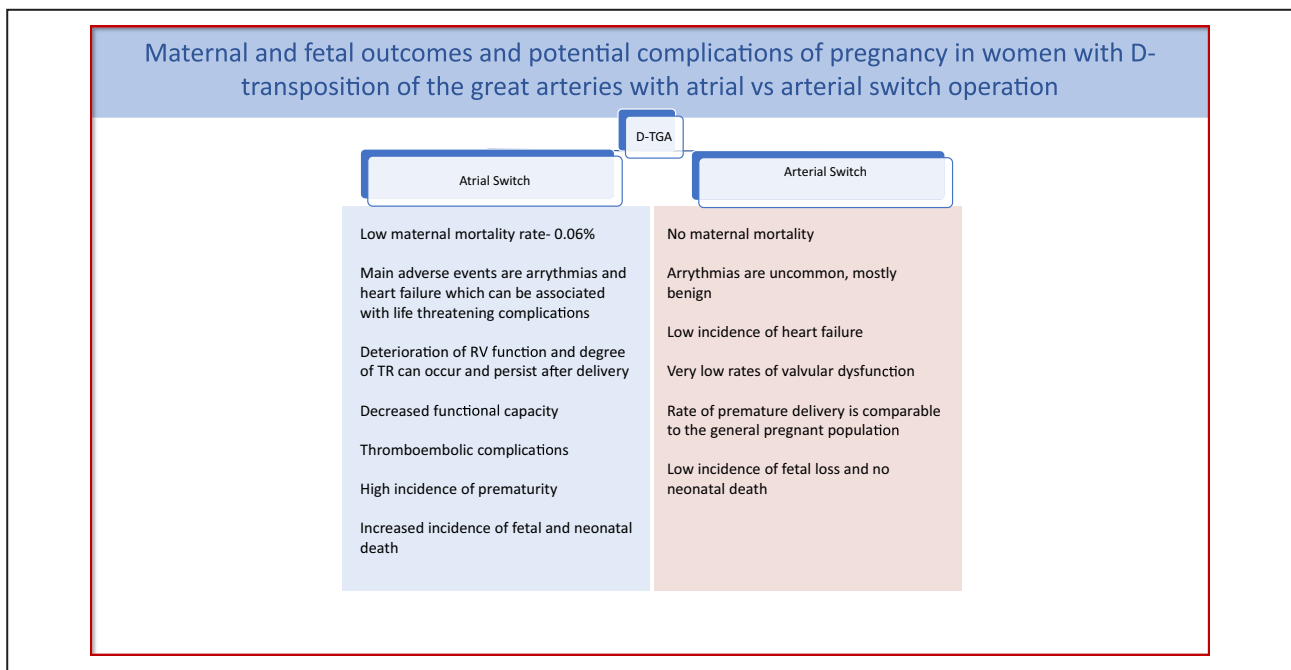 Maternal and fetal outcomes and potential complications of pregnancy in women with D-
transposition of the great arteries with atrial vs arterial switch operation
D-TGA
Atrial Switch
Low maternal mortality rate- 0.06%
Main adverse events are arrythmias and
heart failure which can be associated
with life threatening complications
Deterioration of RV function and degree
of TR can occur and persist after delivery
Decreased functional capacity
Thromboembolic complications
High incidence of prematurity
Increased incidence of fetal and neonatal
death
Arterial Switch
No maternal mortality
Arrythmias are uncommon, mostly
benign
Low incidence of heart failure
Very low rates of valvular dysfunction
Rate of premature delivery is comparable
to the general pregnant population
Low incidence of fetal loss and no
neonatal death